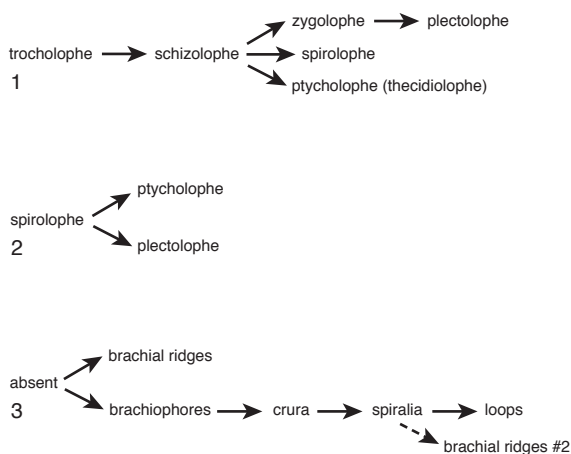 zygolophe plectolophe
trocholophe schizolophe spirolophe
1
ptycholophe (thecidiolophe)
ptycholophe
spirolophe
2
plectolophe
brachial ridges
absent
3
brachiophores crura spiralia loops
brachial ridges #2